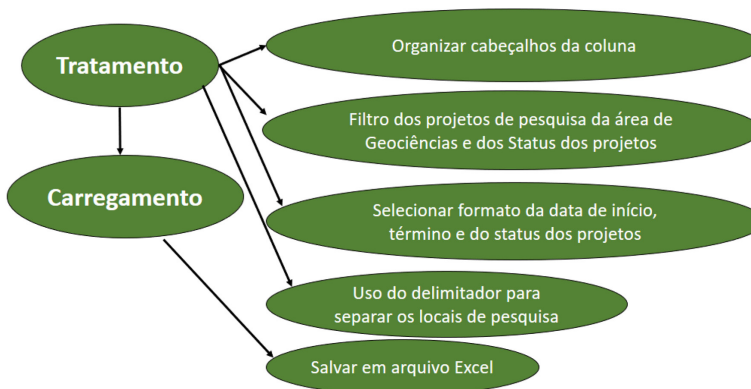 Tratamento
Organizar cabeçalhos da coluna
Filtro dos projetos de pesquisa da área de
Geociências e dos Status dos projetos
Carregamento
Selecionar formato da data de início,
término e do status dos projetos
Uso do delimitador para
separar os locais de pesquisa
Salvar em arquivo Excel